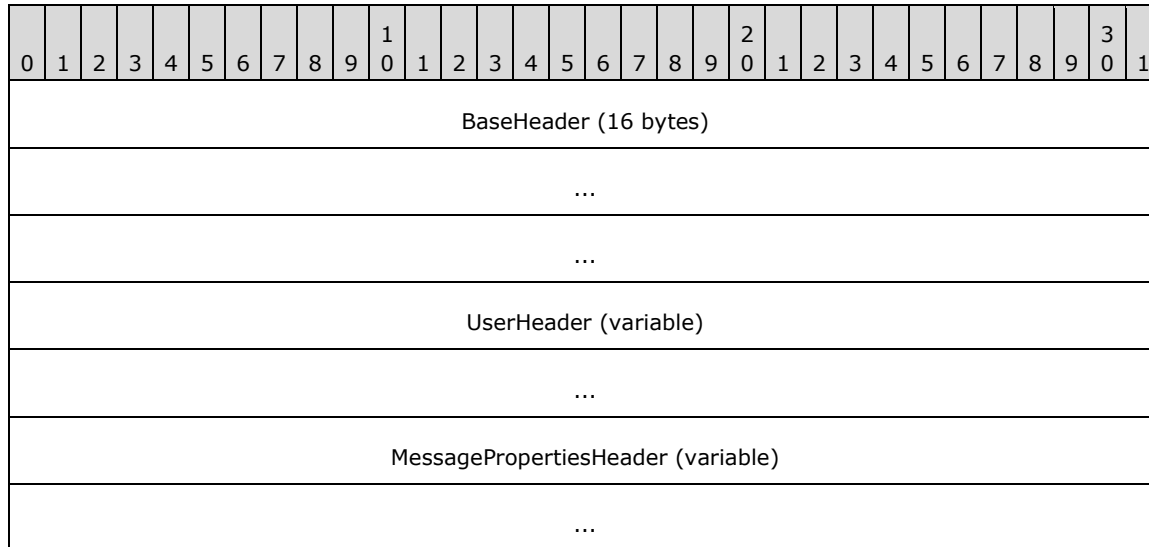 1 2 3
0 1 2 3 4 5 6 7 8 9 0 1 2 3 4 5 6 7 8 9 0 1 2 3 4 5 6 7 8 9 0 1
BaseHeader (16 bytes)
...
...
UserHeader (variable)
...
MessagePropertiesHeader (variable)
...